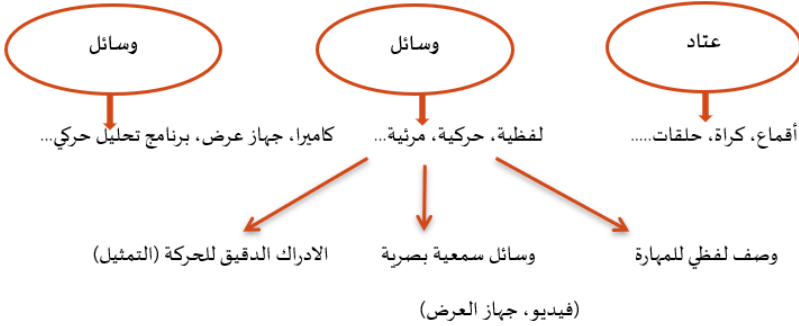 عتاد
وسائل
وسائل
أقماع، كراة، حلقات.....
لفظية، حركية، مرئية...
كاميرا، جهاز عرض، برنامج تحليل حركي...
وصف لفظي للمهارة
وسائل سمعية بصرية
الادراك الدقيق للحركة (التمثيل)
(فيديو، جهاز العرض)